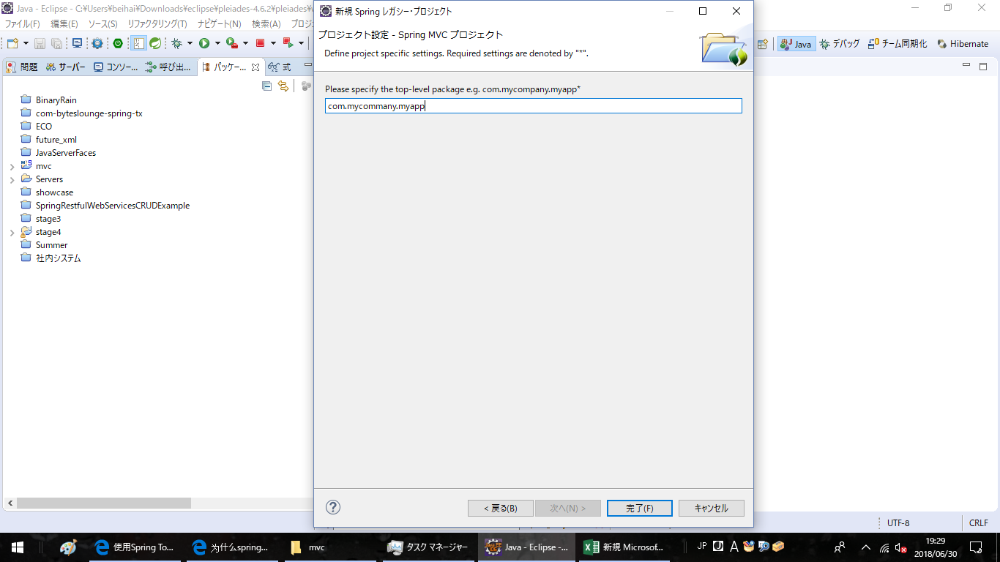 Java - Eclipse - C:¥Users¥beihai¥Downloads¥eclipse¥pleiades-4.6.2¥pleiades¥w
ファイル(F) 編集(E) ソース(S) リファクタリング(T) ナビゲート(N) 検索(A) プロジ
Java デバッグ チーム同期化 Hibernate
問題 サーバー コンソー... 呼び出... パッケー... 式
BinaryRain
com-byteslounge-spring-tx
ECO
future_xml
JavaServerFaces
mvc
Servers
showcase
SpringRestfulWebServicesCRUDExample
stage3
stage4
Summer
社内システム
新規 Spring レガシー・プロジェクト
プロジェクト設定 - Spring MVC プロジェクト
Define project specific settings. Required settings are denoted by "*".
Please specify the top-level package e.g. com.mycompany.myapp*
com.mycommany.myapp
< 戻る(B) 次へ(N) > 完了(F) キャンセル
UTF-8 CRLF
使用Spring To... 为什么spring... mvc タスク マネージャー Java - Eclipse -... 新規 Microsof... JP A 19:29
2018/06/30